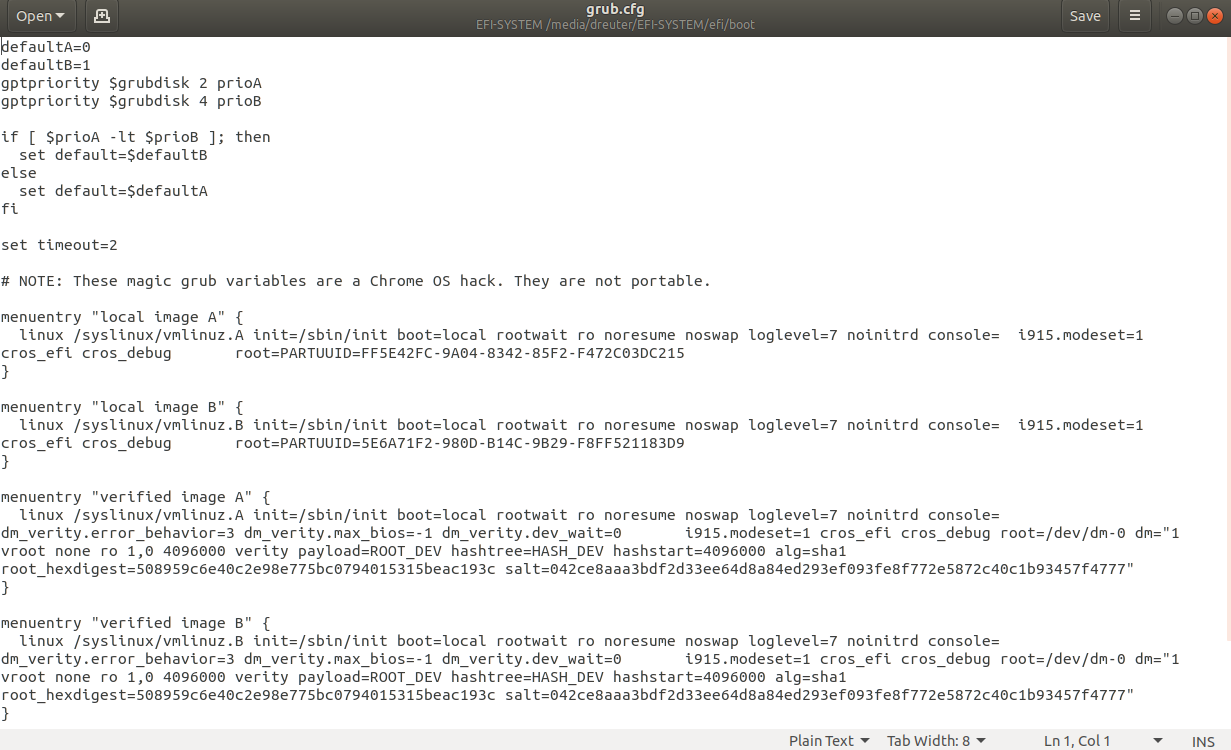 Open
grub.cfg
EFI-SYSTEM /media/dreuter/EFI-SYSTEM/efi/boot
Save
defaultA=0
defaultB=1
gptpriority $grubdisk 2 prioA
gptpriority $grubdisk 4 prioB
if [ $prioA -lt $prioB ]; then
  set default=$defaultB
else
  set default=$defaultA
fi
set timeout=2
# NOTE: These magic grub variables are a Chrome OS hack. They are not portable.
menuentry "local image A" {
  linux /syslinux/vmlinuz.A init=/sbin/init boot=local rootwait ro noresume noswap loglevel=7 noinitrd console=  i915.modeset=1
cros_efi cros_debug       root=PARTUUID=FF5E42FC-9A04-8342-85F2-F472C03DC215
}
menuentry "local image B" {
  linux /syslinux/vmlinuz.B init=/sbin/init boot=local rootwait ro noresume noswap loglevel=7 noinitrd console=  i915.modeset=1
cros_efi cros_debug       root=PARTUUID=5E6A71F2-980D-B14C-9B29-F8FF521183D9
}
menuentry "verified image A" {
  linux /syslinux/vmlinuz.A init=/sbin/init boot=local rootwait ro noresume noswap loglevel=7 noinitrd console=
dm_verity.error_behavior=3 dm_verity.max_bios=-1 dm_verity.dev_wait=0       i915.modeset=1 cros_efi cros_debug root=/dev/dm-0 dm="1
vroot none ro 1,0 4096000 verity payload=ROOT_DEV hashtree=HASH_DEV hashstart=4096000 alg=sha1
root_hexdigest=508959c6e40c2e98e775bc0794015315beac193c salt=042ce8aaa3bdf2d33ee64d8a84ed293ef093fe8f772e5872c40c1b93457f4777"
}
menuentry "verified image B" {
  linux /syslinux/vmlinuz.B init=/sbin/init boot=local rootwait ro noresume noswap loglevel=7 noinitrd console=
dm_verity.error_behavior=3 dm_verity.max_bios=-1 dm_verity.dev_wait=0       i915.modeset=1 cros_efi cros_debug root=/dev/dm-0 dm="1
vroot none ro 1,0 4096000 verity payload=ROOT_DEV hashtree=HASH_DEV hashstart=4096000 alg=sha1
root_hexdigest=508959c6e40c2e98e775bc0794015315beac193c salt=042ce8aaa3bdf2d33ee64d8a84ed293ef093fe8f772e5872c40c1b93457f4777"
}
Plain Text Tab Width: 8 Ln 1, Col 1 INS